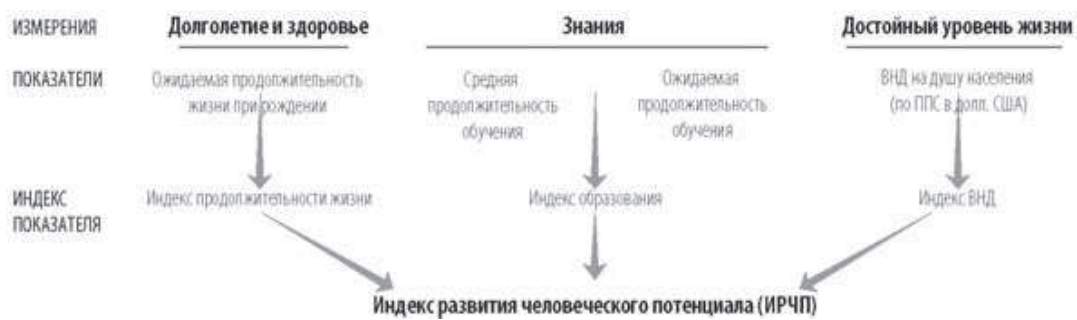 ИЗМЕРЕНИЯ Долголетие и здоровье Знания Достойный уровень жизни
ПОКАЗАТЕЛИ
Ожидаемая продолжительность
жизни при рождении
Средняя
продолжительность
обучения
Ожидаемая
продолжительность
обучения
ВНД на душу населения
(по ППС в долл. США)
ИНДЕКС
ПОКАЗАТЕЛЯ
Индекс продолжительности жизни
Индекс образования
Индекс ВНД
Индекс развития человеческого потенциала (ИРЧП)